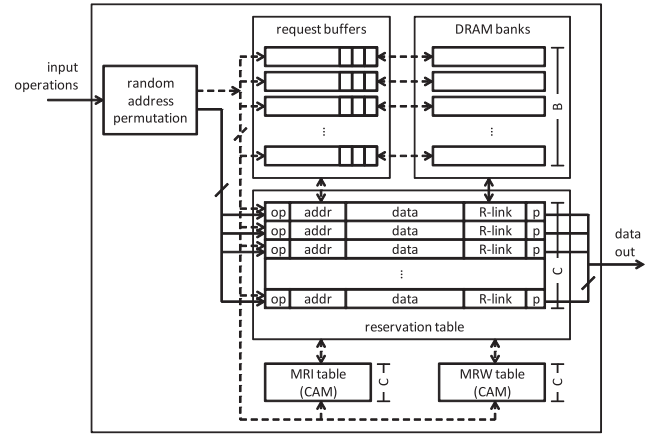 request buffers
DRAM banks
input
operations
random
address
permutation
B
...
...
op addr data R-link p
op addr data R-link p
op addr data R-link p
...
op addr data R-link p
C
data
out
reservation table
MRI table
(CAM)
C
MRW table
(CAM)
C